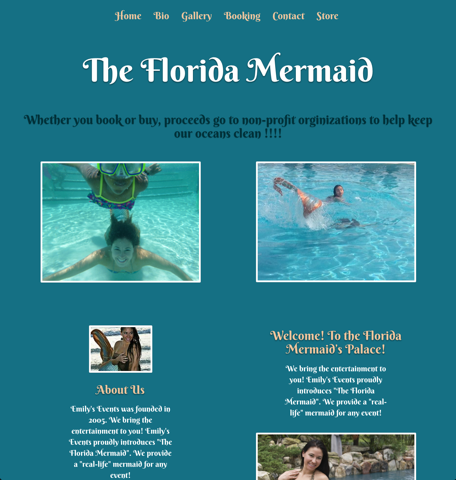 Home Bio Gallery Booking Contact Store
The Florida Mermaid
Whether you book or buy, proceeds go to non-profit orginizations to help keep
our oceans clean !!!!
About Us
Emily's Events was founded in
2005. We bring the
entertainment to you! Emily's
Events proudly introduces "The
Florida Mermaid". We provide
a "real-life" mermaid for any
event!
Welcome! To the Florida
Mermaid's Palace!
We bring the entertainment to
you! Emily's Events proudly
introduces "The Florida
Mermaid". We provide a "real-
life" mermaid for any event!